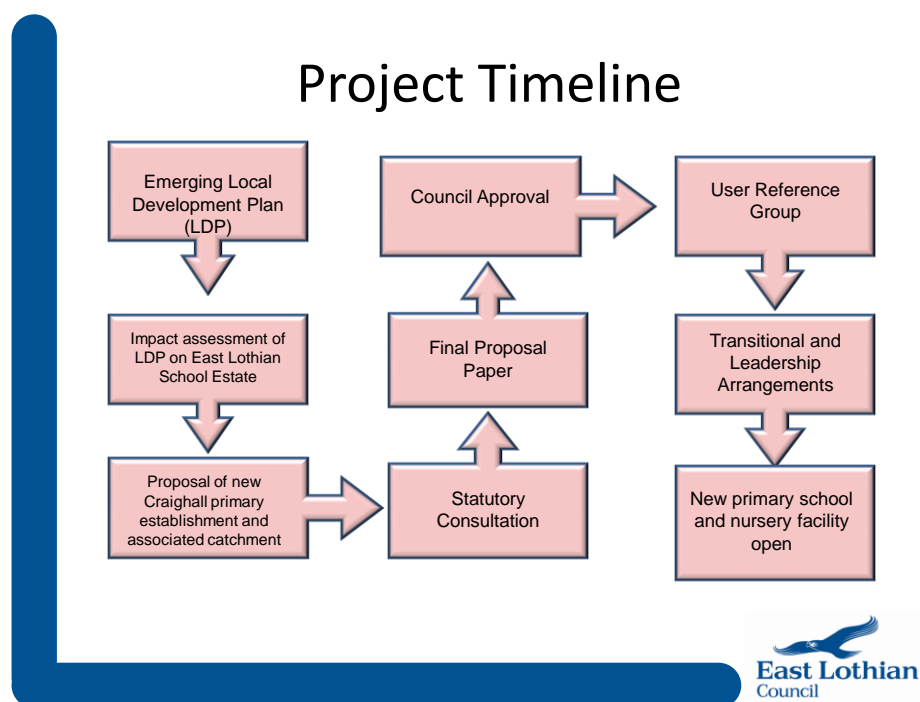 Project Timeline
Emerging Local
Development Plan
(LDP)
Impact assessment of
LDP on East Lothian
School Estate
Proposal of new
Craighall primary
establishment and
associated catchment
Statutory
Consultation
Final Proposal
Paper
Council Approval
User Reference
Group
Transitional and
Leadership
Arrangements
New primary school
and nursery facility
open
East Lothian
Council